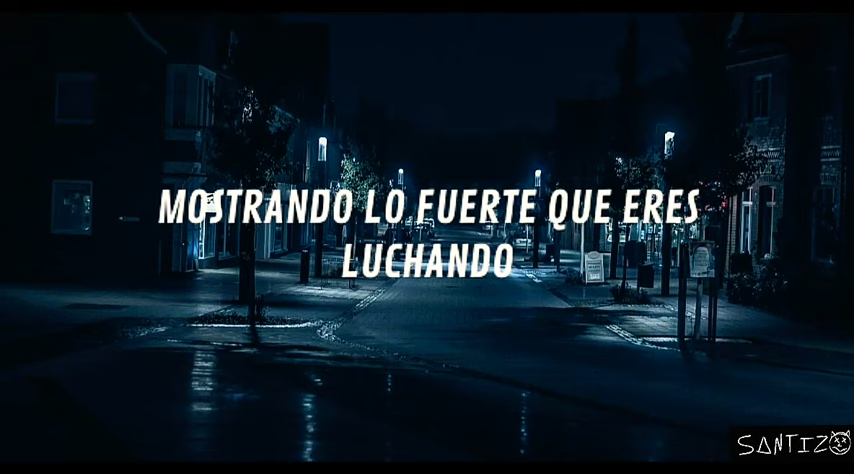 MOSTRANDO LO FUERTE QUE ERES
LUCHANDO
SANTIZO